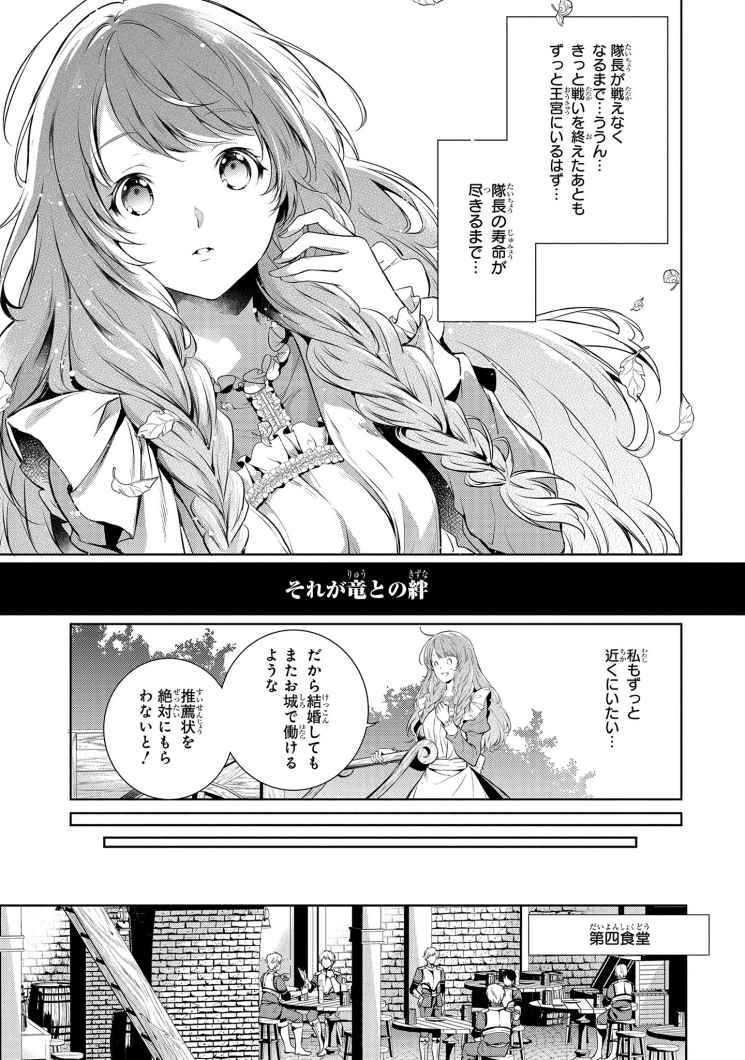 隊長が戦えなく
なるまで…ううん…
きっと戦いを終えたあとも
ずっと王宮にいるはず…
隊長の寿命が
尽きるまで…
それが竜との絆
私もずっと
近くにいたい…
だから結婚しても
またお城で働ける
ような
推薦状を
絶対にもら
わないと！
第四食堂